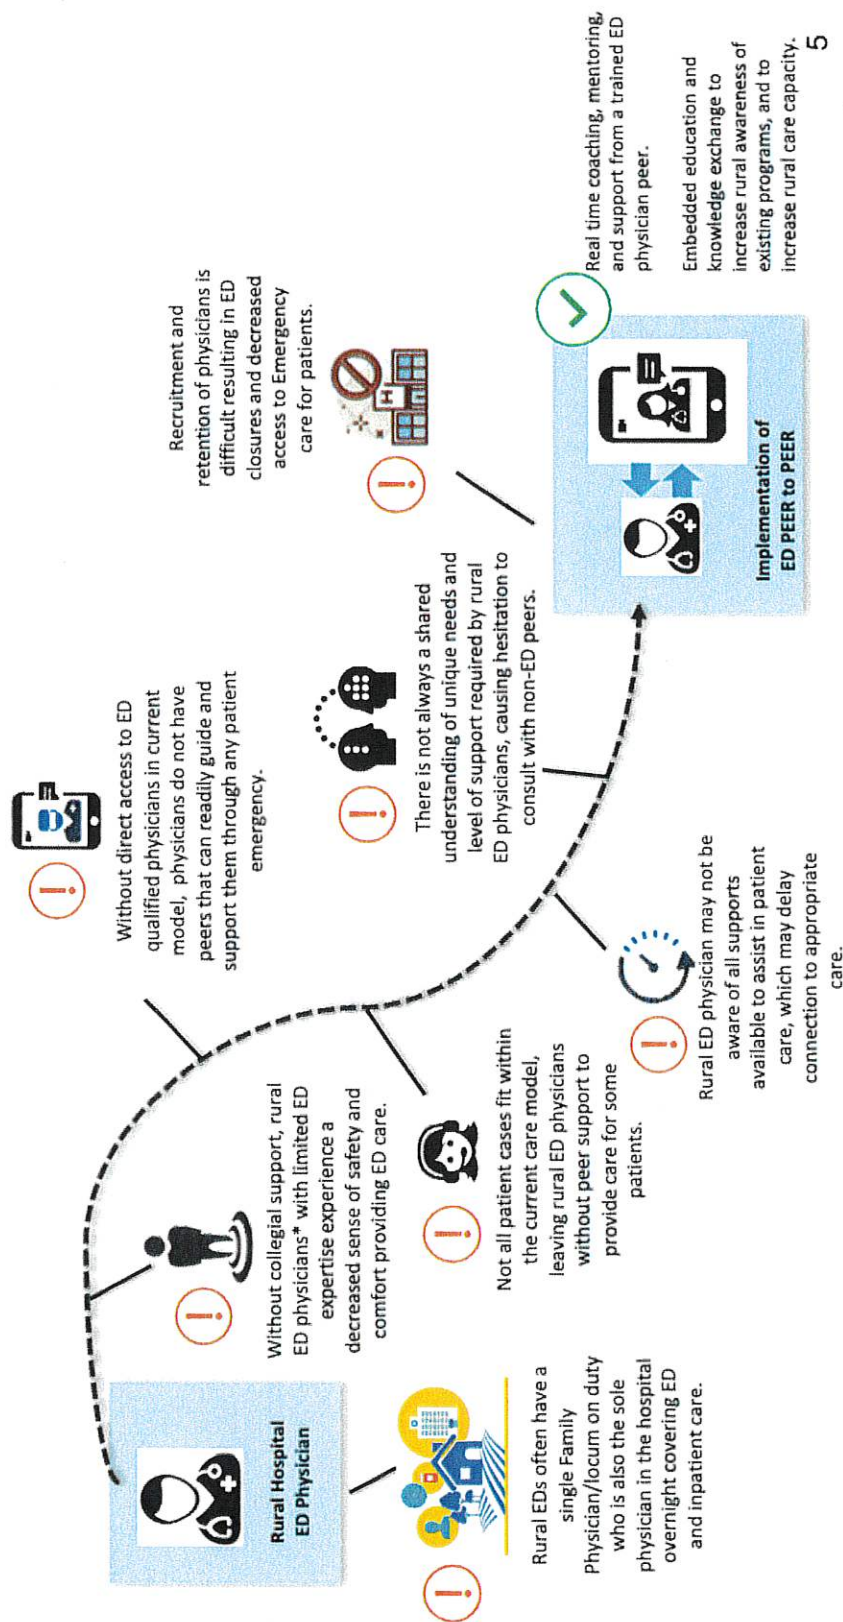 Rural Hospital
ED Physician
Rural EDs often have a
single Family
Physician/locum on duty
who is also the sole
physician in the hospital
overnight covering ED
and inpatient care.
Without collegial support, rural
ED physicians* with limited ED
expertise experience a
decreased sense of safety and
comfort providing ED care.
Without direct access to ED
qualified physicians in current
model, physicians do not have
peers that can readily guide and
support them through any patient
emergency.
Not all patient cases fit within
the current care model,
leaving rural ED physicians
without peer support to
provide care for some
patients.
Rural ED physician may not be
aware of all supports
available to assist in patient
care, which may delay
connection to appropriate
care.
There is not always a shared
understanding of unique needs and
level of support required by rural
ED physicians, causing hesitation to
consult with non-ED peers.
Recruitment and
retention of physicians is
difficult resulting in ED
closures and decreased
access to Emergency
care for patients.
H
Implementation of
ED PEER to PEER
Real time coaching, mentoring,
and support from a trained ED
physician peer.
Embedded education and
knowledge exchange to
increase rural awareness of
existing programs, and to
increase rural care capacity.
5